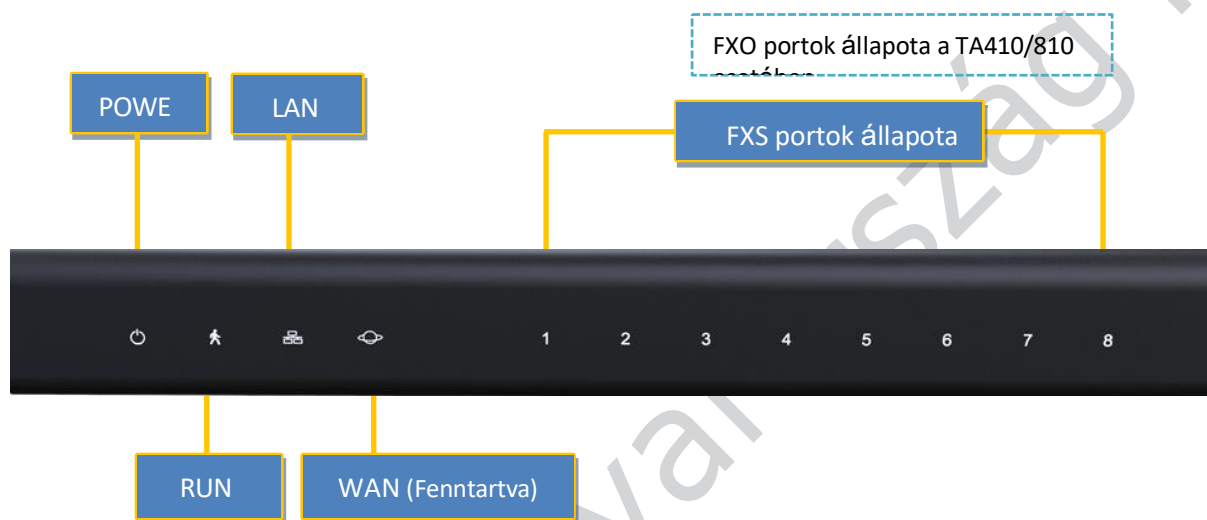 FXO portok állapota a TA410/810
POWE
LAN
FXS portok állapota
1 2 3 4 5 6 7 8
RUN
WAN (Fenntartva)